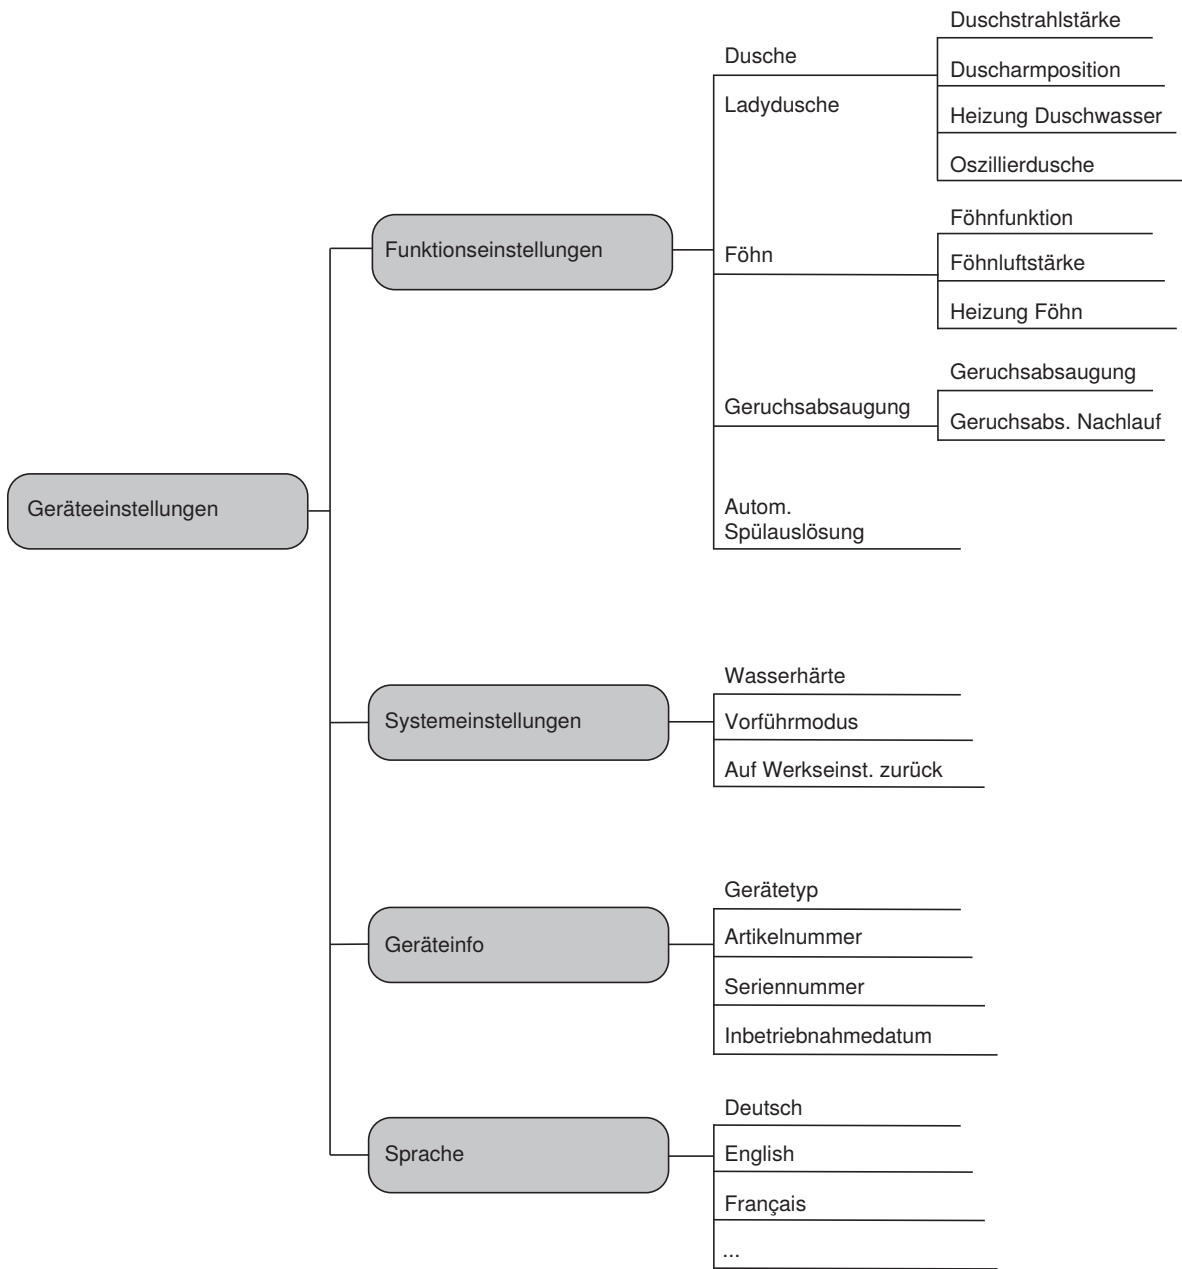 Geräteeinstellungen
Funktionseinstellungen
Dusche
Ladydusche
Duschstrahlstärke
Duscharmposition
Heizung Duschwasser
Oszillierdusche
Föhn
Föhnfunktion
Föhnluftstärke
Heizung Föhn
Geruchsabsaugung
Geruchsabsaugung
Geruchsabs. Nachlauf
Autom.
Spülauslösung
Systemeinstellungen
Wasserhärte
Vorführmodus
Auf Werkseinst. zurück
Geräteinfo
Gerätetyp
Artikelnummer
Seriennummer
Inbetriebnahmedatum
Sprache
Deutsch
English
Français
...